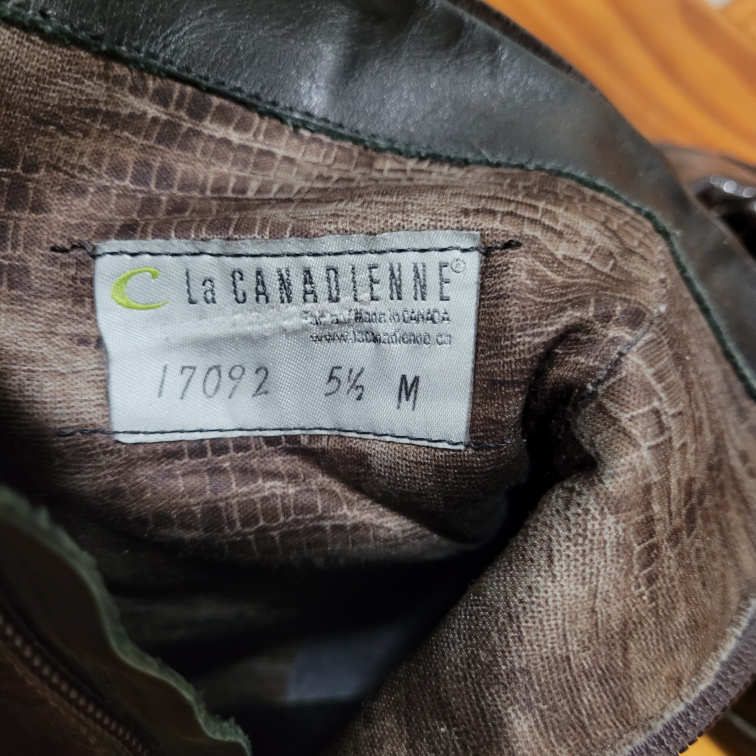 C La CANADIENNE®
Made in CANADA
www.lacanadienne.ca
17092 5½ M